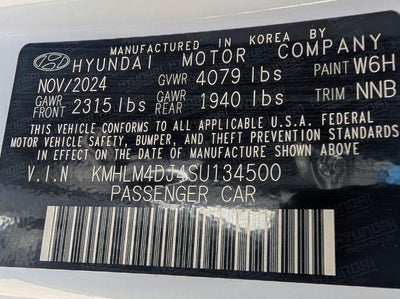 MANUFACTURED IN KOREA BY
HYUNDAI MOTOR COMPANY
NOV/2024 GVWR 4079 lbs PAINT W6H
GAWR FRONT 2315 lbs GAWR REAR 1940 lbs TRIM NNB
THIS VEHICLE CONFORMS TO ALL APPLICABLE U.S.A. FEDERAL
MOTOR VEHICLE SAFETY, BUMPER, AND THEFT PREVENTION STANDARDS
IN EFFECT ON THE DATE OF MANUFACTURE SHOWN ABOVE.
V.I.N KMHLM4DJ4SU134500
PASSENGER CAR